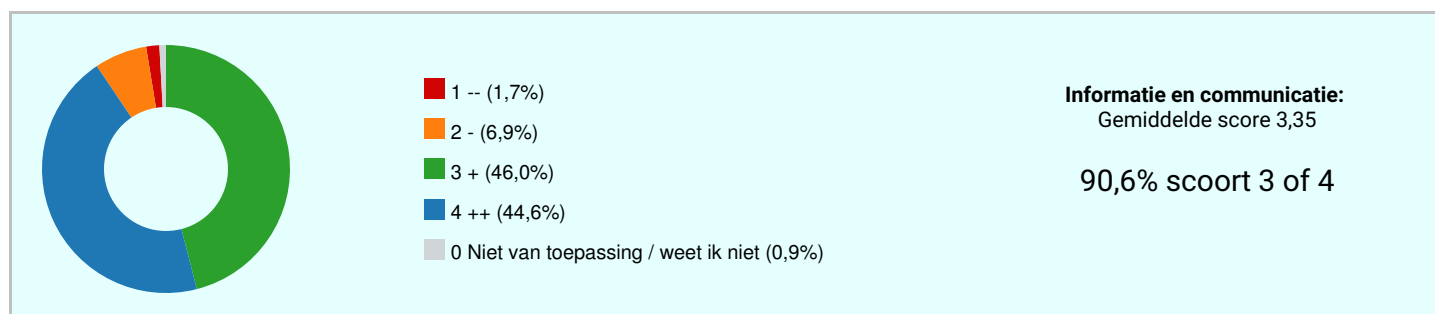 1 -- (1,7%)
2 - (6,9%)
3 + (46,0%)
4 ++ (44,6%)
0 Niet van toepassing / weet ik niet (0,9%)
Informatie en communicatie:
Gemiddelde score 3,35
90,6% scoort 3 of 4